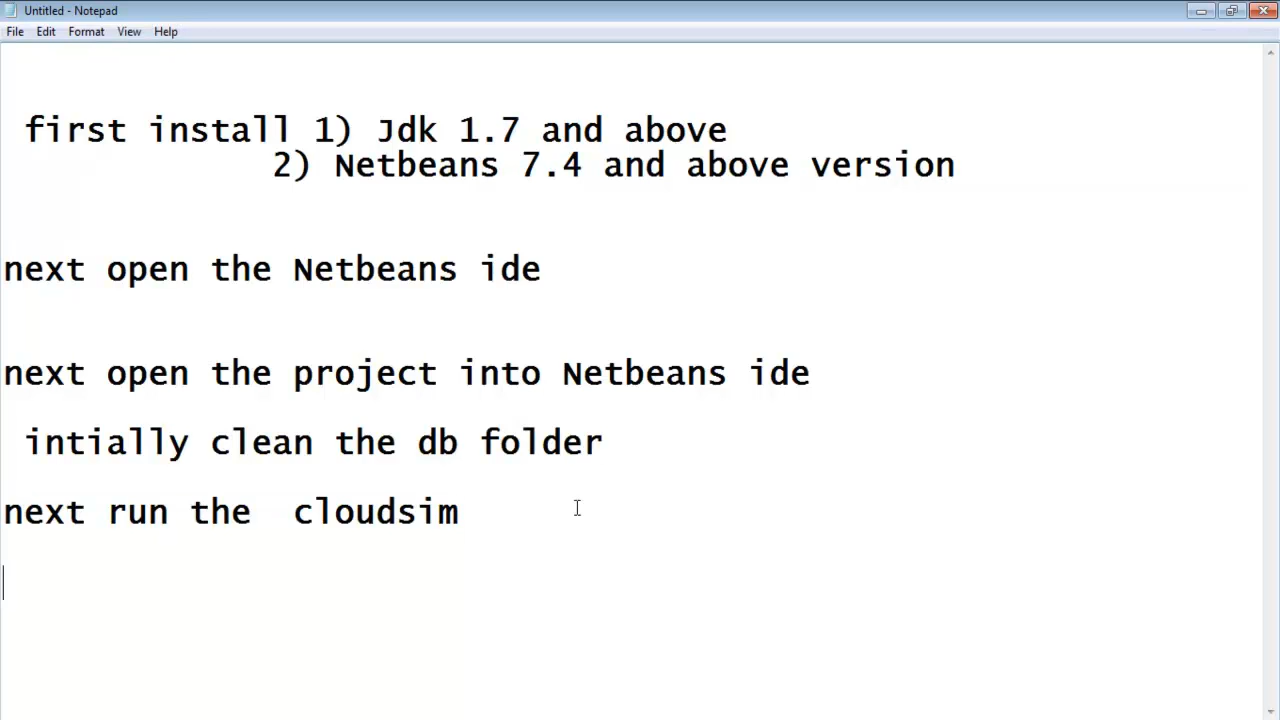 Untitled - Notepad
File Edit Format View Help
first install 1) Jdk 1.7 and above
2) Netbeans 7.4 and above version
next open the Netbeans ide
next open the project into Netbeans ide
intially clean the db folder
next run the  cloudsim